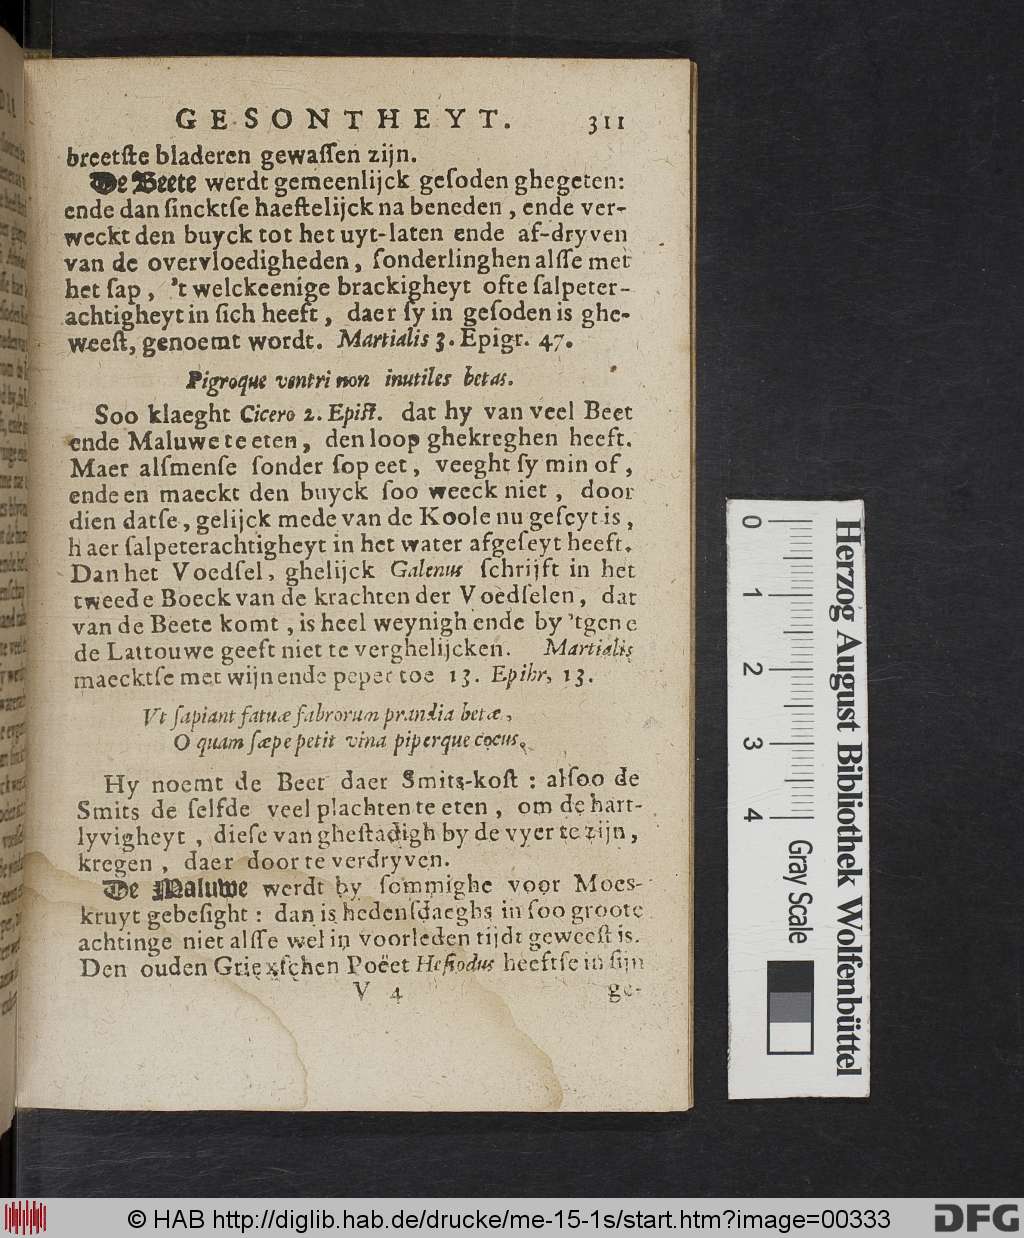 GESONTHEYT. 311
breetſte bladeren gewaſſen zijn.
De Beete werdt gemeenlijck geſoden ghegeten:
ende dan ſincktſe haeſtelijck na beneden, ende ver-
weckt den buyck tot het uyt-laten ende af-dryven
van de overvloedigheden, ſonderlinghen alſſe met
het ſap, 't welckeenige brackigheyt ofte ſalpeter-
achtigheyt in ſich heeft, daer ſy in geſoden is ghe-
weeſt, genoemt wordt. Martialis 3. Epigr. 47.
Pigroque ventri non inutiles betas.
Soo klaeght Cicero 2. Epiſt. dat hy van veel Beet
ende Maluwe te eten, den loop ghekreghen heeft.
Maer alſmenſe ſonder ſop eet, veeght ſy min of,
ende en maeckt den buyck ſoo weeck niet, door
dien datſe, gelijck mede van de Koole nu geſeyt is,
haer ſalpeterachtigheyt in het water afgeſeyt heeft.
Dan het Voedſel, ghelijck Galenus ſchrijft in het
tweede Boeck van de krachten der Voedſelen, dat
van de Beete komt, is heel weynigh ende by 'tgene
de Lattouwe geeft niet te verghelijcken. Martialis
maecktſe met wijn ende peper toe 13. Epihr, 13.
Vt ſapiant fatuæ fabrorum prandia betæ,
O quam ſæpe petit vina piperque cocus.
Hy noemt de Beet daer Smits-koſt: alſoo de
Smits de ſelfde veel plachten te eten, om de hart-
lyvigheyt, dieſe van gheſtadigh by de vyer te zijn,
kregen, daer door te verdryven.
De Maluwe werdt by ſommighe voor Moes-
kruyt gebeſight: dan is hedenſdaeghs in ſoo groote
achtinge niet alſſe wel in voorleden tijdt geweeſt is.
Den ouden Griexſchen Poëet Heſiodus heeftſe in ſijn
V 4 ge-
0 1 2 3 4 Gray Scale
Herzog August Bibliothek Wolfenbüttel
© HAB http://diglib.hab.de/drucke/me-15-1s/start.htm?image=00333 DFG